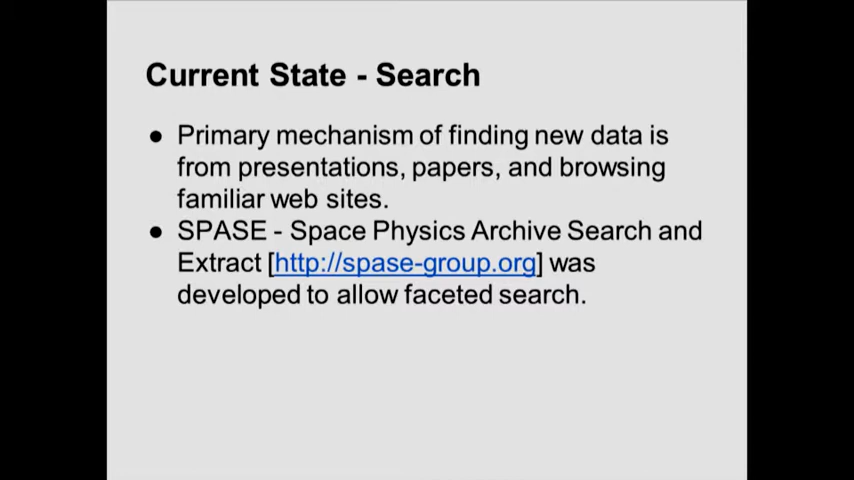 Current State - Search
● Primary mechanism of finding new data is
from presentations, papers, and browsing
familiar web sites.
● SPASE - Space Physics Archive Search and
Extract [http://spase-group.org] was
developed to allow faceted search.